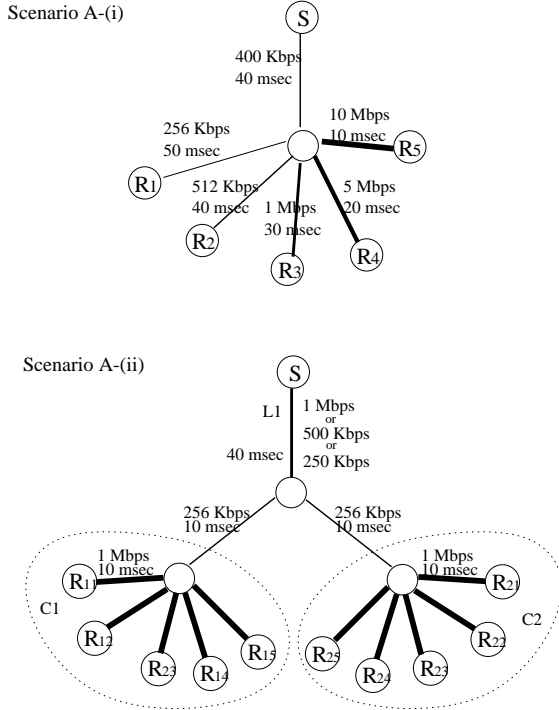 Scenario A-(i)
S
400 Kbps
40 msec
10 Mbps
10 msec
256 Kbps
50 msec
R5
R1
512 Kbps
40 msec
5 Mbps
20 msec
1 Mbps
30 msec
R2
R4
R3
Scenario A-(ii)
S
L1
1 Mbps
or
500 Kbps
or
250 Kbps
40 msec
256 Kbps
10 msec
256 Kbps
10 msec
1 Mbps
10 msec
1 Mbps
10 msec
R11
R21
C1
C2
R12
R22
R15
R25
R23
R14
R24
R23